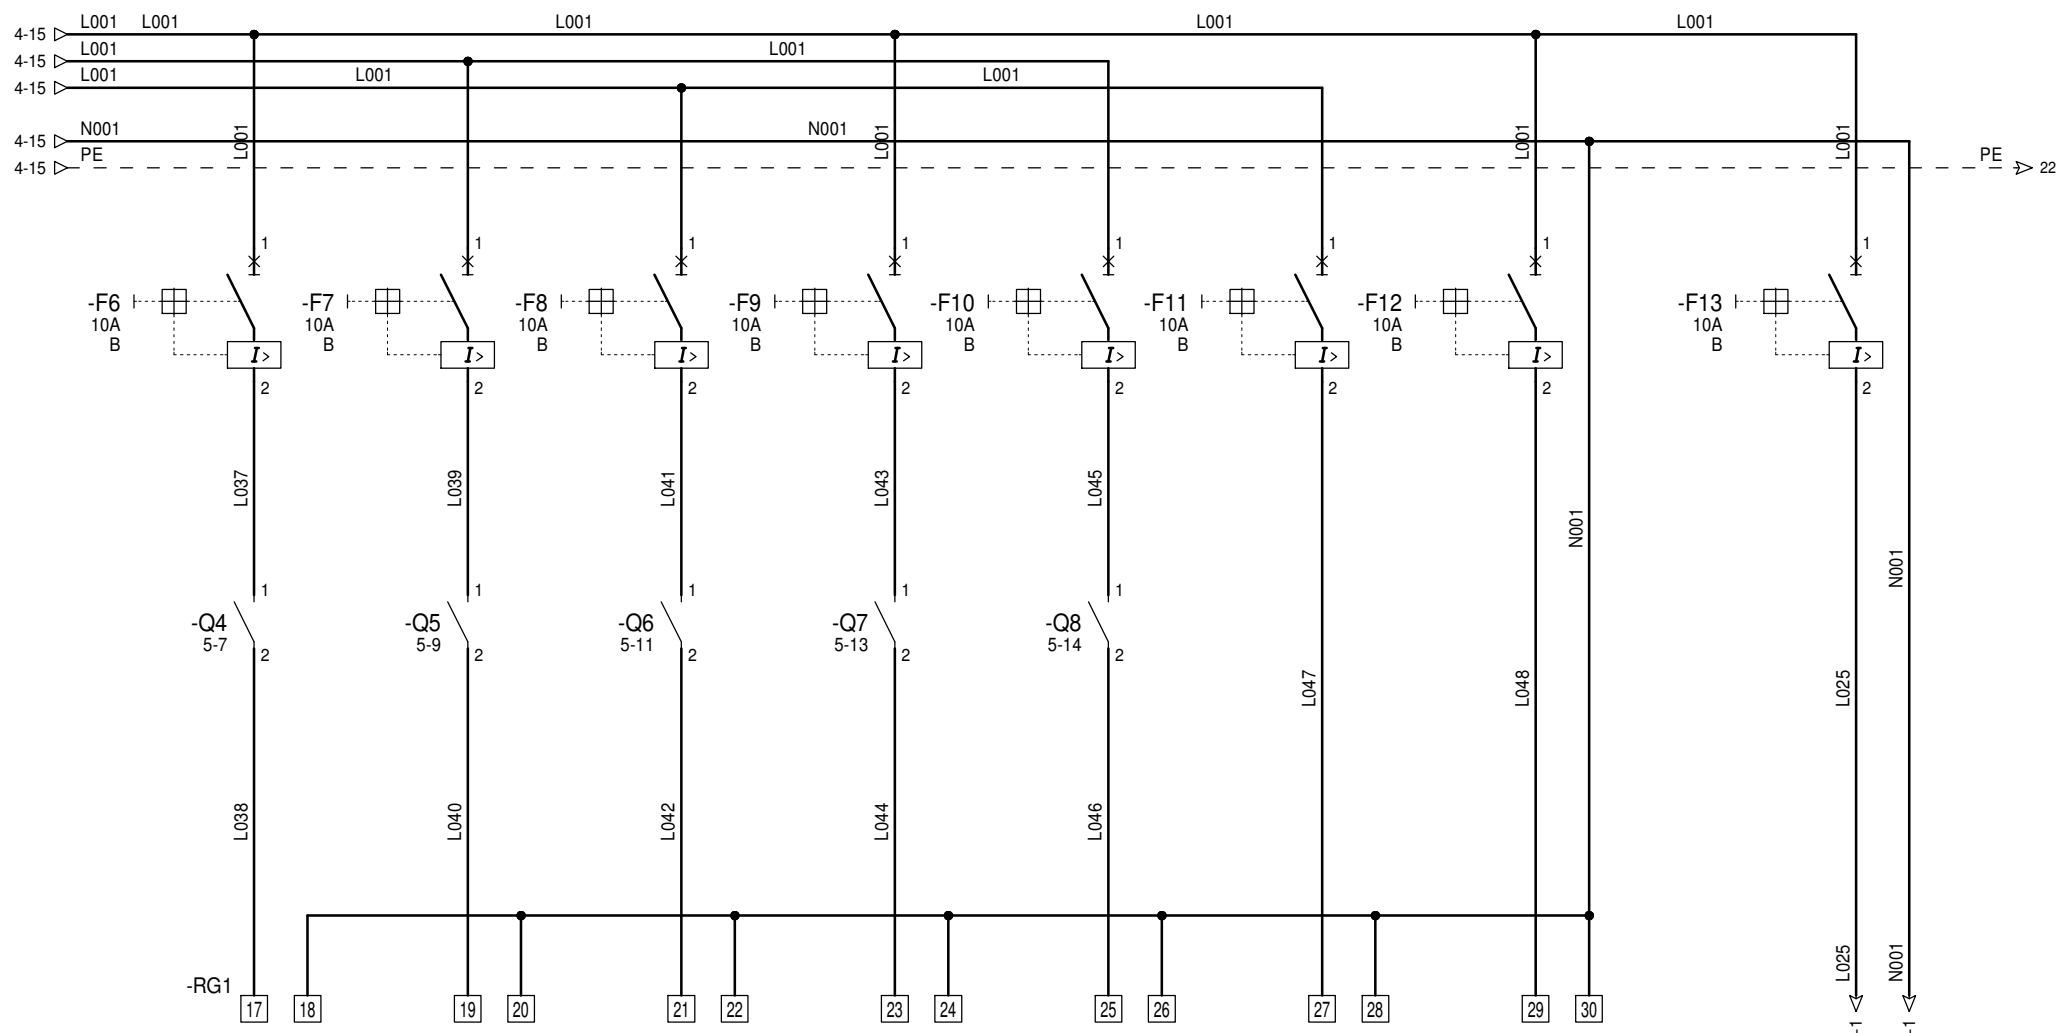 L001 L001 L001 L001 L001
4-15
L001 L001
4-15
L001 L001 L001
4-15
N001 N001
4-15
PE PE
4-15 22
L001 L001 L001 L001
1 1 1 1 1 1 1 1
-F6 -F7 -F8 -F9 -F10 -F11 -F12 -F13
10A 10A 10A 10A 10A 10A 10A 10A
B B B B B B B B
I> I> I> I> I> I> I> I>
2 2 2 2 2 2 2 2
L037 L039 L041 L043 L045
N001 N001
1 1 1 1 1
-Q4 -Q5 -Q6 -Q7 -Q8
5-7 5-9 5-11 5-13 5-14
2 2 2 2 2
L047 L048 L025
L038 L040 L042 L044 L046
L025 N001
-RG1
17 18 19 20 21 22 23 24 25 26 27 28 29 30